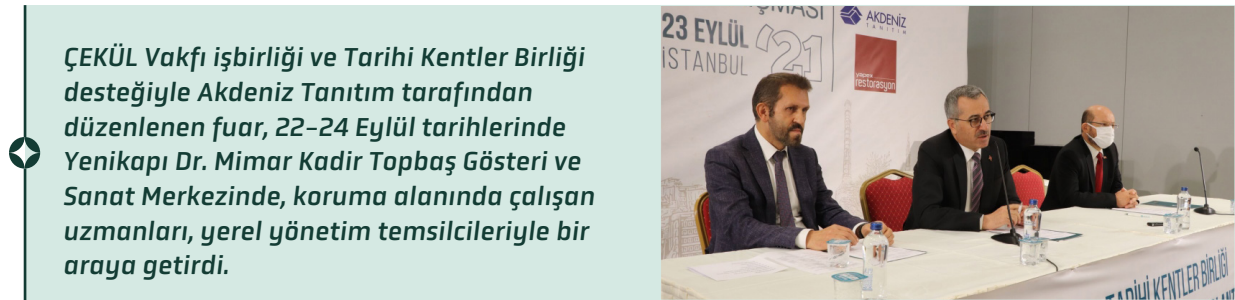 ÇEKÜL Vakfı işbirliği ve Tarihi Kentler Birliği
desteğiyle Akdeniz Tanıtım tarafından
düzenlenen fuar, 22-24 Eylül tarihlerinde
Yenikapı Dr. Mimar Kadir Topbaş Gösteri ve
Sanat Merkezinde, koruma alanında çalışan
uzmanları, yerel yönetim temsilcileriyle bir
araya getirdi.
23 EYLÜL
İSTANBUL
'21
AKDENİZ
TANITIM
yapex
restorasyon
TARİHİ KENTLER BİRLİĞİ